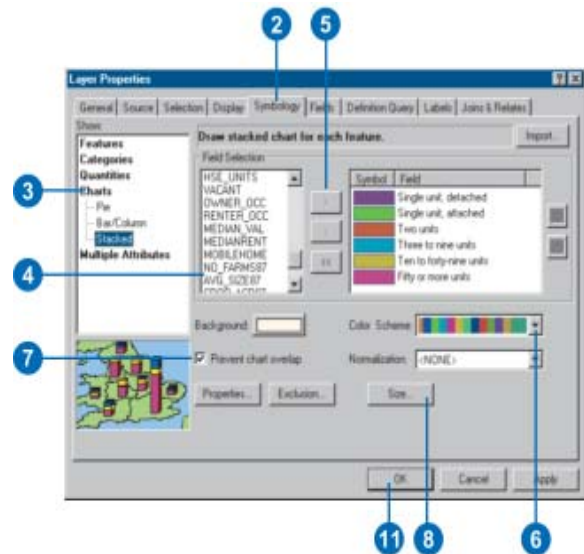 2
5
Layer Properties
General Source Selection Display Symbology Fields Definition Query Labels Joins & Relates
Show:
Features
Categories
Quantities
Charts
Pie
Bar/Column
Stacked
Multiple Attributes
Draw stacked chart for each feature.
Import...
Field Selection
HSE_UNITS
VACANT
OWNER_OCC
RENTER_OCC
MEDIAN_VAL
MEDIANRENT
MOBILEHOME
NO_FARMS87
AVG_SIZE87
>
<<
Symbol Field
Single unit, detached
Single unit, attached
Two units
Three to nine units
Ten to forty-nine units
Fifty or more units
3
4
Background:
Color Scheme:
7
Prevent chart overlap
Normalization: <NONE>
Properties...
Exclusion...
Size...
OK
Cancel
Apply
11
8
6